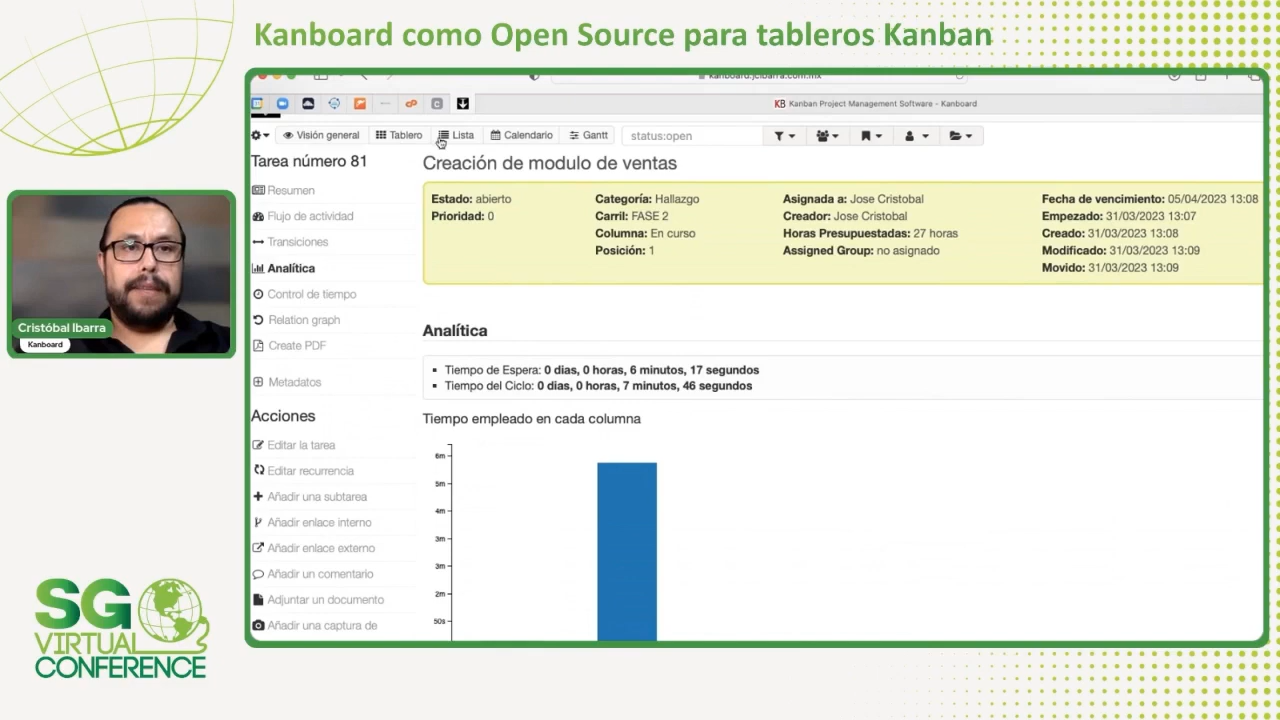 Kanboard como Open Source para tableros Kanban
kanboard.jcibarra.com.mx
KB Kanban Project Management Software - Kanboard
Visión general Tablero Lista Calendario Gantt status:open
Tarea número 81
Creación de modulo de ventas
Resumen
Flujo de actividad
Transiciones
Analítica
Control de tiempo
Relation graph
Create PDF
Metadatos
Acciones
Editar la tarea
Editar recurrencia
Añadir una subtarea
Añadir enlace interno
Añadir enlace externo
Añadir un comentario
Adjuntar un documento
Añadir una captura de
Estado: abierto
Prioridad: 0
Categoría: Hallazgo
Carril: FASE 2
Columna: En curso
Posición: 1
Asignada a: Jose Cristobal
Creador: Jose Cristobal
Horas Presupuestadas: 27 horas
Assigned Group: no asignado
Fecha de vencimiento: 05/04/2023 13:08
Empezado: 31/03/2023 13:07
Creado: 31/03/2023 13:08
Modificado: 31/03/2023 13:09
Movido: 31/03/2023 13:09
Analítica
Tiempo de Espera: 0 dias, 0 horas, 6 minutos, 17 segundos
Tiempo del Ciclo: 0 dias, 0 horas, 7 minutos, 46 segundos
Tiempo empleado en cada columna
6m
5m
4m
3m
3m
2m
50s
Cristóbal Ibarra
Kanboard
SG
VIRTUAL
CONFERENCE